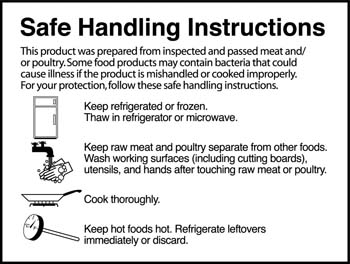 Safe Handling Instructions
This product was prepared from inspected and passed meat and/
or poultry. Some food products may contain bacteria that could
cause illness if the product is mishandled or cooked improperly.
For your protection, follow these safe handling instructions.
Keep refrigerated or frozen.
Thaw in refrigerator or microwave.
Keep raw meat and poultry separate from other foods.
Wash working surfaces (including cutting boards),
utensils, and hands after touching raw meat or poultry.
Cook thoroughly.
Keep hot foods hot. Refrigerate leftovers
immediately or discard.